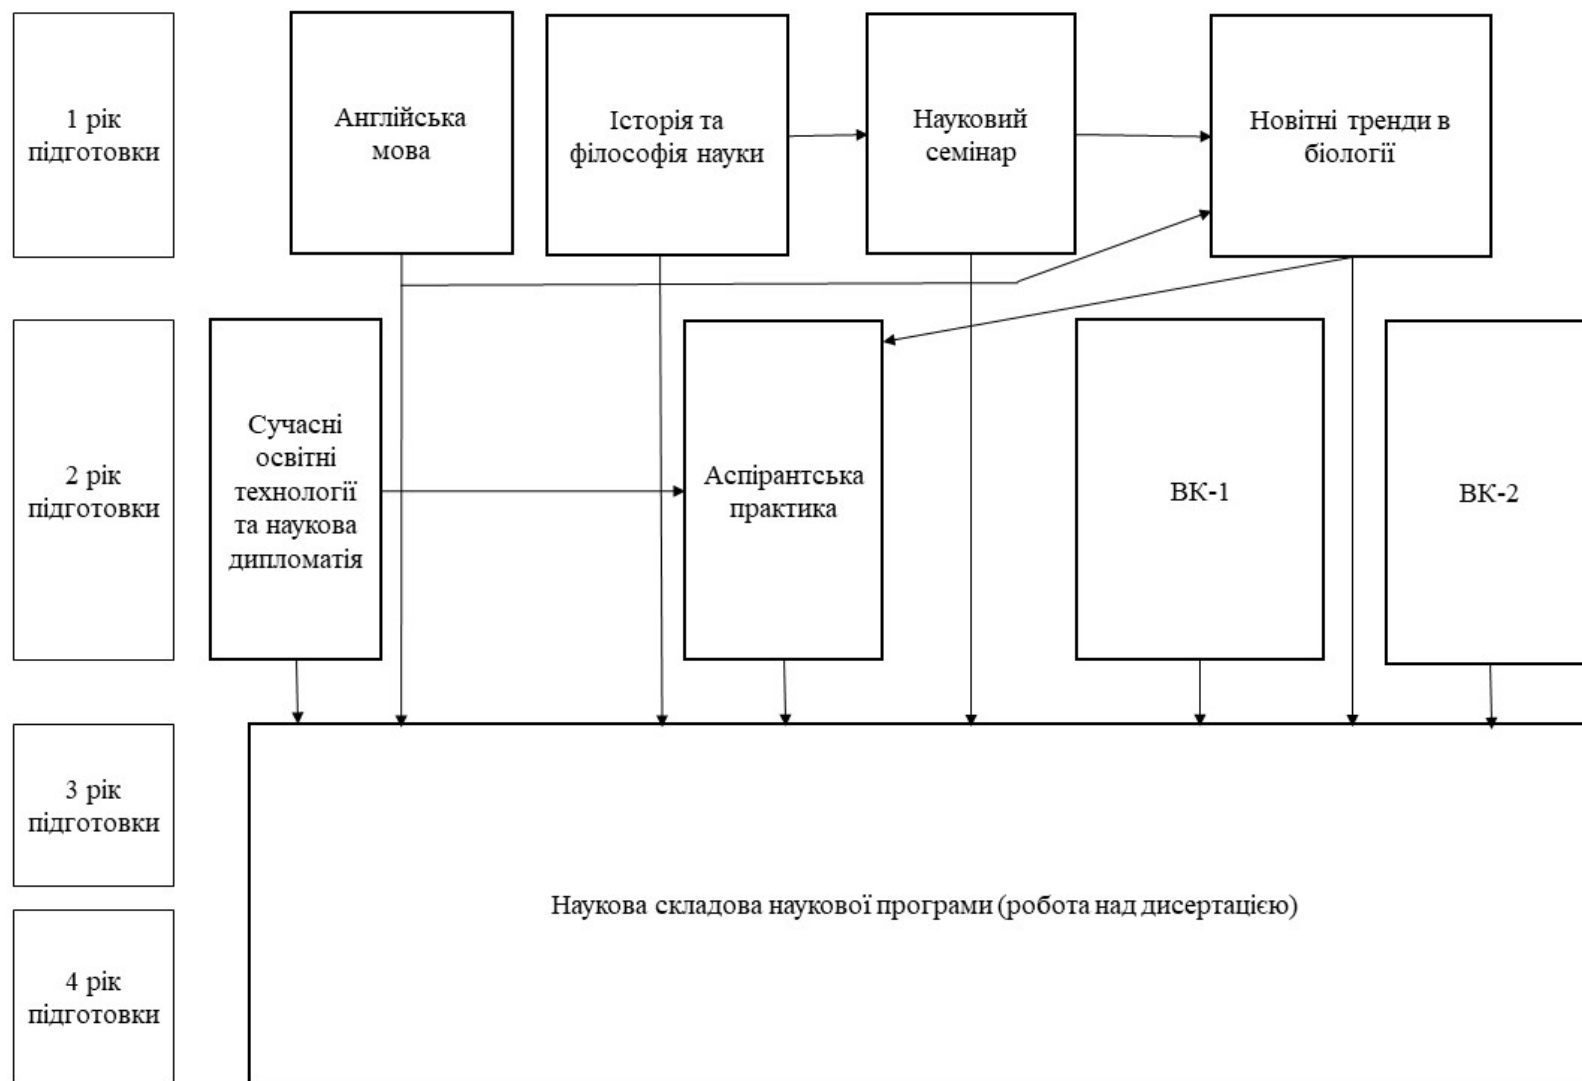 1 рік
підготовки
Англійська
мова
Історія та
філософія науки
Науковий
семінар
Новітні тренди в
біології
2 рік
підготовки
Сучасні
освітні
технології
та наукова
дипломатія
Аспірантська
практика
ВК-1
ВК-2
3 рік
підготовки
Наукова складова наукової програми (робота над дисертацією)
4 рік
підготовки